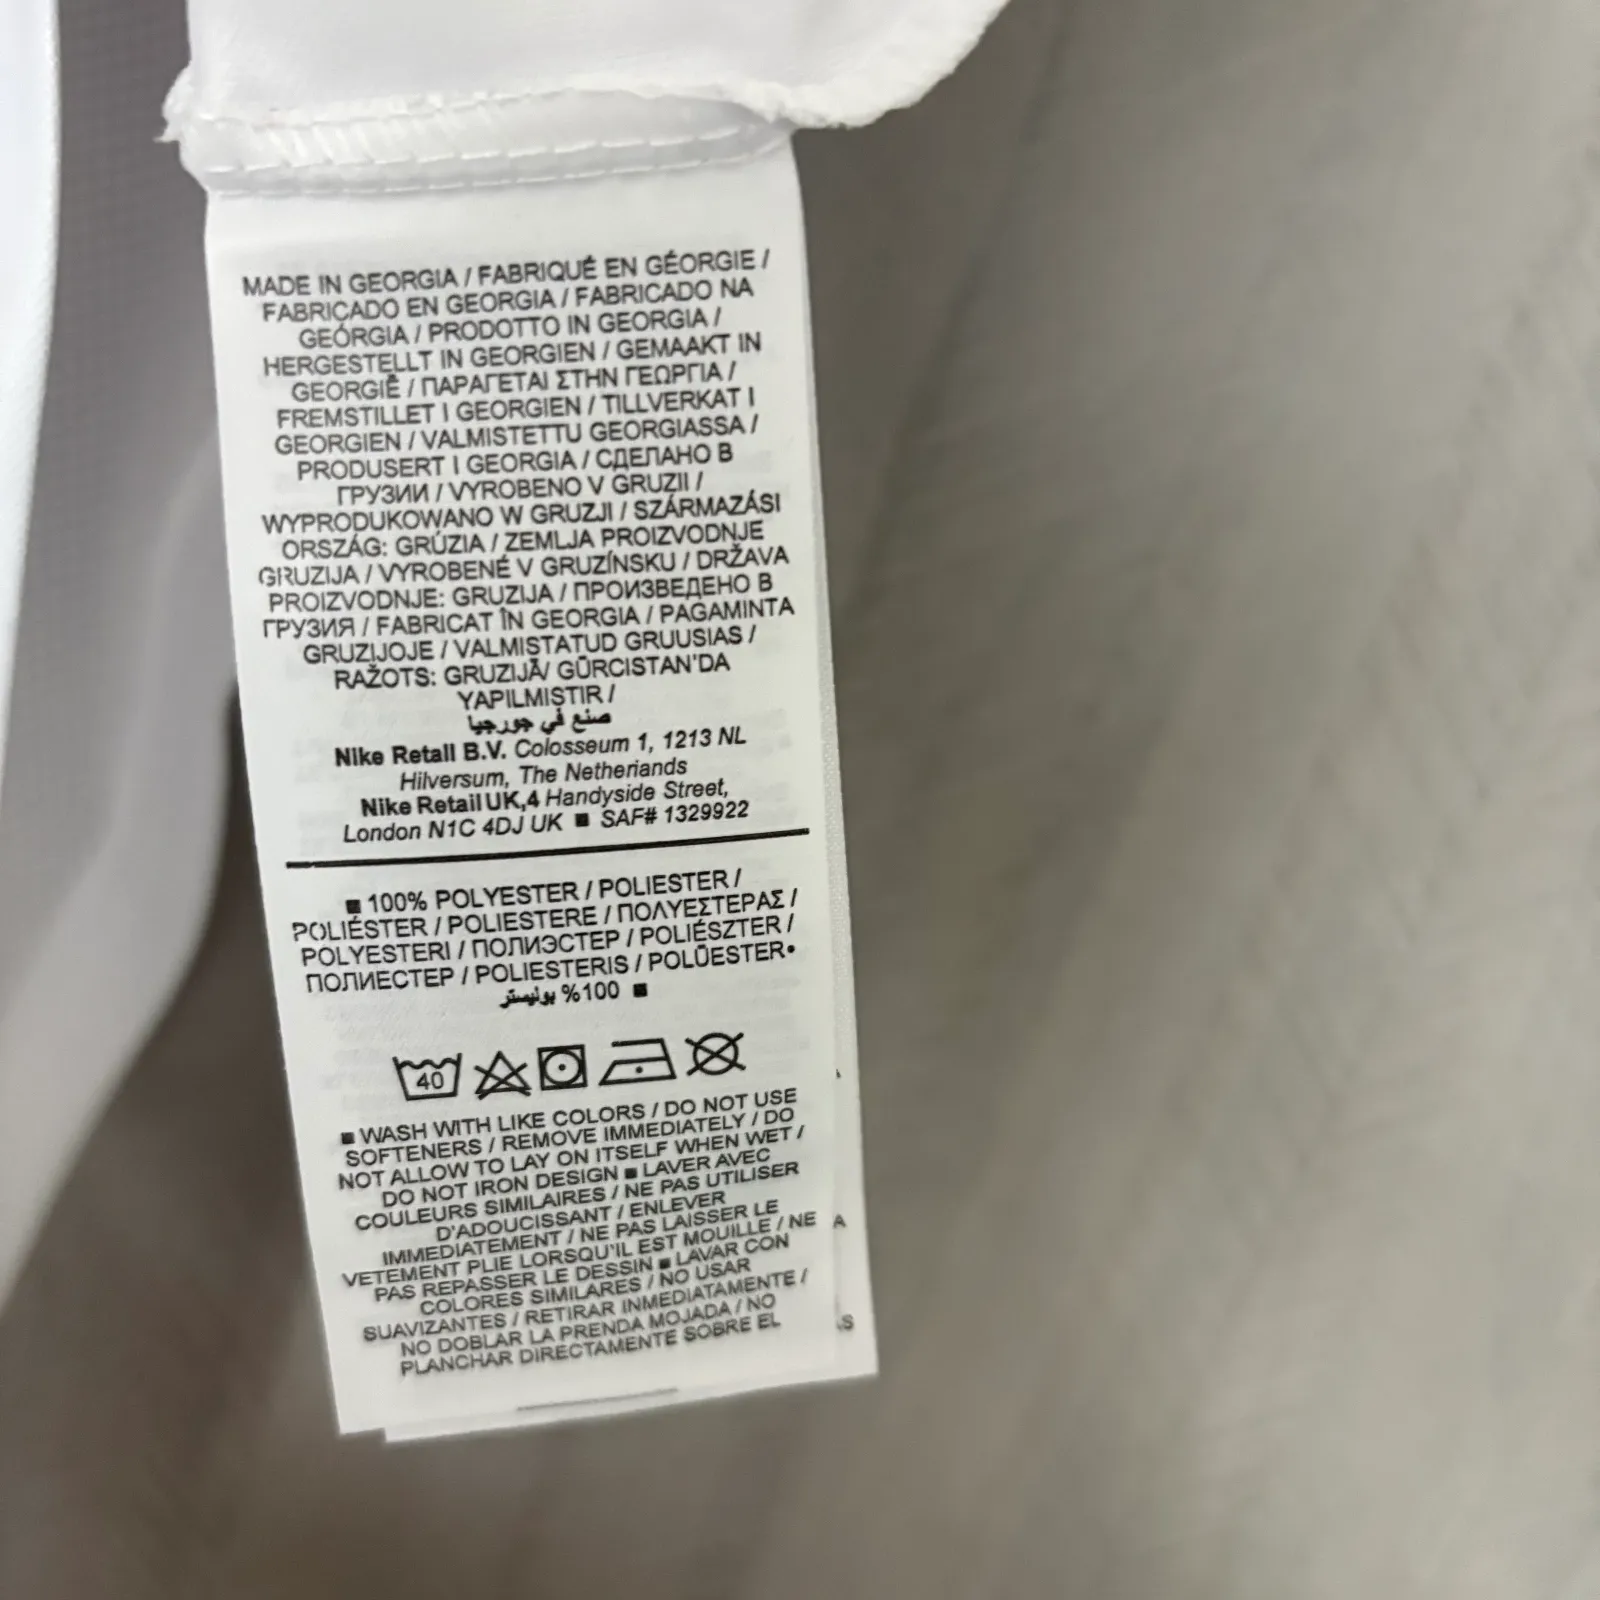 MADE IN GEORGIA / FABRIQUÉ EN GÉORGIE /
FABRICADO EN GEORGIA / FABRICADO NA
GEÓRGIA / PRODOTTO IN GEORGIA /
HERGESTELLT IN GEORGIEN / GEMAAKT IN
GEORGIË / ΠΑΡΑΓΕΤΑΙ ΣΤΗΝ ΓΕΩΡΓΙΑ /
FREMSTILLET I GEORGIEN / TILLVERKAT I
GEORGIEN / VALMISTETTU GEORGIASSA /
PRODUSERT I GEORGIA / СДЕЛАНО В
ГРУЗИИ / VYROBENO V GRUZII /
WYPRODUKOWANO W GRUZJI / SZÁRMAZÁSI
ORSZÁG: GRÚZIA / ZEMLJA PROIZVODNJE
GRUZIJA / VYROBENÉ V GRUZÍNSKU / DRŽAVA
PROIZVODNJE: GRUZIJA / ПРОИЗВЕДЕНО В
ГРУЗИЯ / FABRICAT ÎN GEORGIA / PAGAMINTA
GRUZIJOJE / VALMISTATUD GRUUSIAS /
RAŽOTS: GRUZIJĀ/ GÜRCISTAN'DA
YAPILMISTIR /
صنع في جورجيا
Nike Retail B.V. Colosseum 1, 1213 NL
Hilversum, The Netherlands
Nike Retail UK,4 Handyside Street,
London N1C 4DJ UK ■ SAF# 1329922
■ 100% POLYESTER / POLIESTER /
POLIÉSTER / POLIESTERE / ΠΟΛΥΕΣΤΕΡΑΣ /
POLYESTERI / ПОЛИЭСТЕР / POLIÉSZTER /
ПОЛИЕСТЕР / POLIESTERIS / POLÜESTER•
■ 100% بوليستر
40
■ WASH WITH LIKE COLORS / DO NOT USE
SOFTENERS / REMOVE IMMEDIATELY / DO
NOT ALLOW TO LAY ON ITSELF WHEN WET /
DO NOT IRON DESIGN ■ LAVER AVEC
COULEURS SIMILAIRES / NE PAS UTILISER
D'ADOUCISSANT / ENLEVER
IMMEDIATEMENT / NE PAS LAISSER LE
VETEMENT PLIE LORSQU'IL EST MOUILLE / NE
PAS REPASSER LE DESSIN ■ LAVAR CON
COLORES SIMILARES / NO USAR
SUAVIZANTES / RETIRAR INMEDIATAMENTE /
NO DOBLAR LA PRENDA MOJADA / NO
PLANCHAR DIRECTAMENTE SOBRE EL